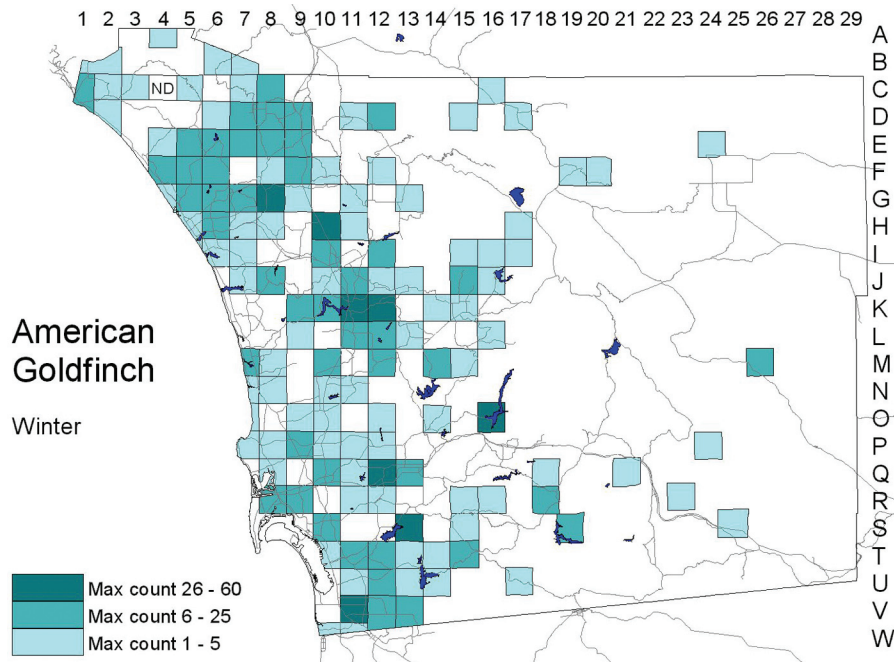 1 2 3 4 5 6 7 8 9 10 11 12 13 14 15 16 17 18 19 20 21 22 23 24 25 26 27 28 29
A
B
C
ND
D
E
F
G
H
I
J
K
L
M
N
O
P
Q
R
S
T
U
V
W
American
Goldfinch
Winter
Max count 26 - 60
Max count 6 - 25
Max count 1 - 5